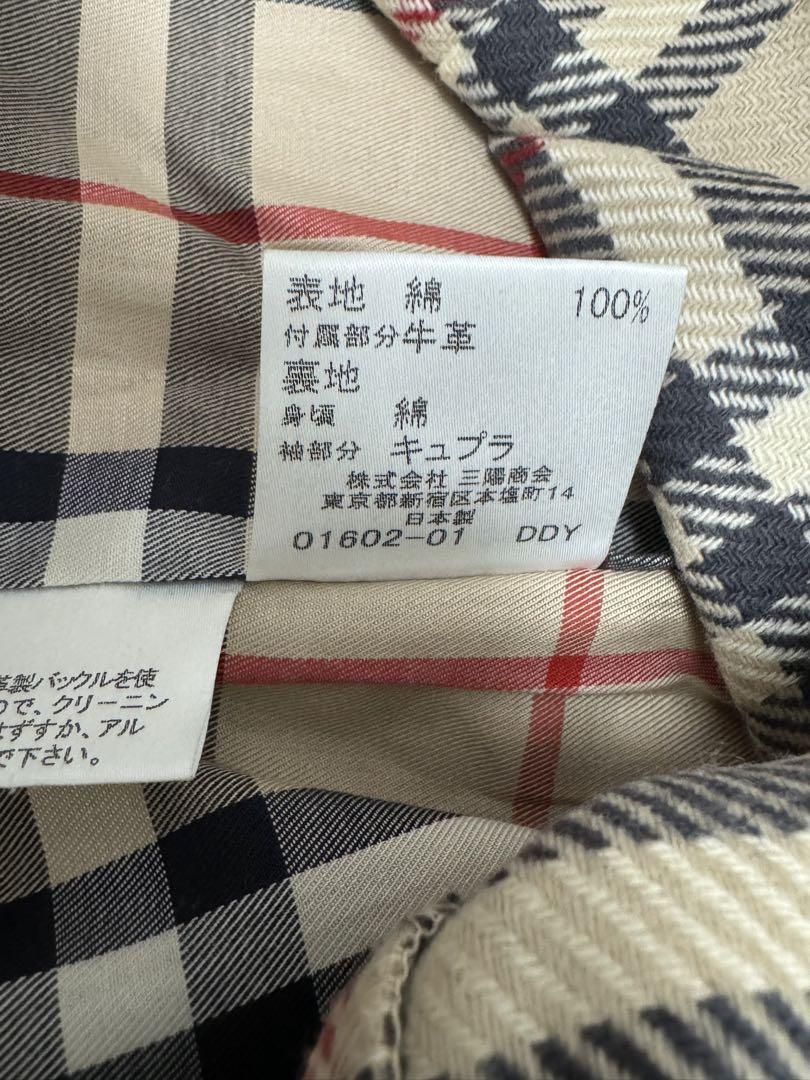 表地 綿 100%
付属部分牛革
裏地
身頃 綿
袖部分 キュプラ
株式会社 三陽商会
東京都新宿区本塩町14
日本製
01602-01 DDY
革製バックルを使
ので、クリーニン
はずすか、アル
で下さい。